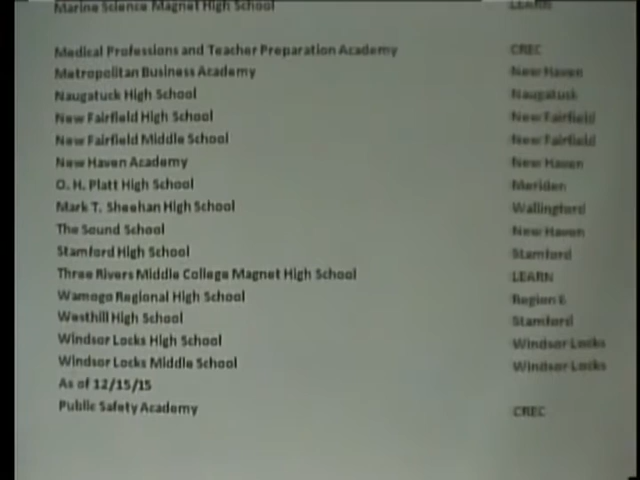 Marine Science Magnet High School LEARN
Medical Professions and Teacher Preparation Academy CREC
Metropolitan Business Academy New Haven
Naugatuck High School Naugatuck
New Fairfield High School New Fairfield
New Fairfield Middle School New Fairfield
New Haven Academy New Haven
O. H. Platt High School Meriden
Mark T. Sheehan High School Wallingford
The Sound School New Haven
Stamford High School Stamford
Three Rivers Middle College Magnet High School LEARN
Wamogo Regional High School Region 6
Westhill High School Stamford
Windsor Locks High School Windsor Locks
Windsor Locks Middle School Windsor Locks
As of 12/15/15
Public Safety Academy CREC